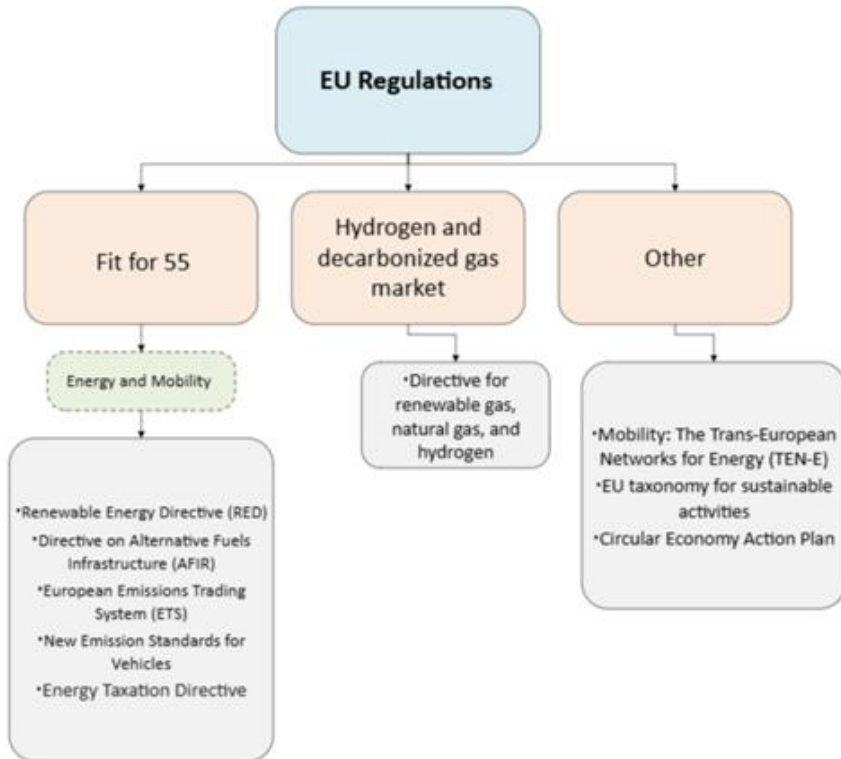 EU Regulations
Fit for 55
Hydrogen and
decarbonized gas
market
Other
Energy and Mobility
•Directive for
renewable gas,
natural gas, and
hydrogen
•Mobility: The Trans-European
Networks for Energy (TEN-E)
•EU taxonomy for sustainable
activities
•Circular Economy Action Plan
•Renewable Energy Directive (RED)
•Directive on Alternative Fuels
Infrastructure (AFIR)
•European Emissions Trading
System (ETS)
•New Emission Standards for
Vehicles
•Energy Taxation Directive